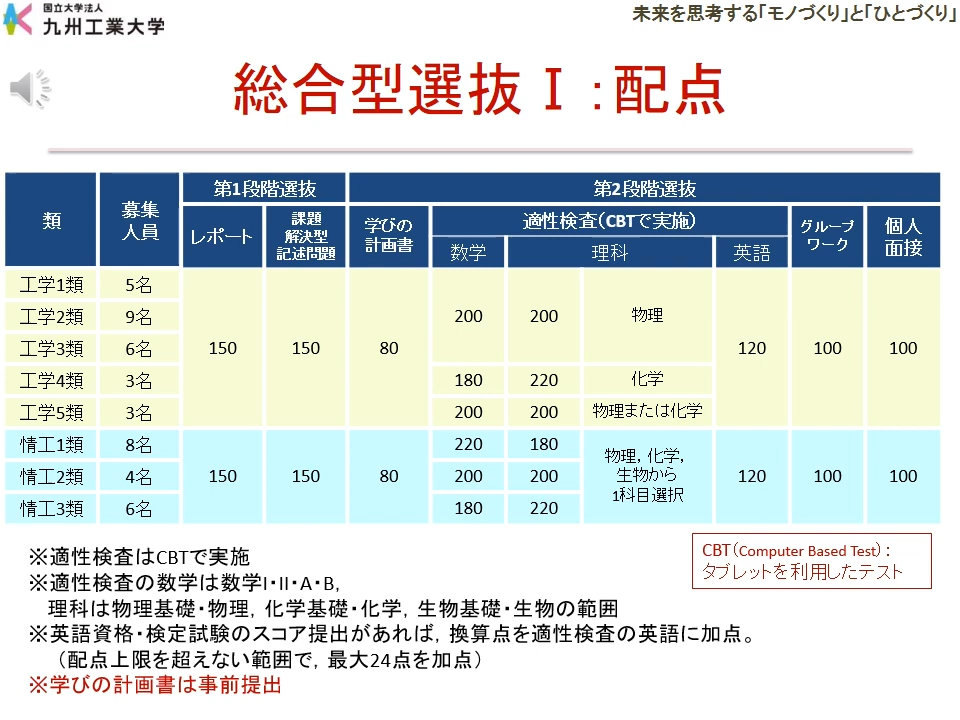 国立大学法人
九州工業大学
未来を思考する「モノづくり」と「ひとづくり」
総合型選抜Ⅰ:配点
類 募集人員 第1段階選抜 第2段階選抜
レポート 課題解決型記述問題 学びの計画書 適性検査(CBTで実施) グループワーク 個人面接
数学 理科 英語
工学1類 5名
工学2類 9名 200 200 物理
工学3類 6名 150 150 80 120 100 100
工学4類 3名 180 220 化学
工学5類 3名 200 200 物理または化学
情工1類 8名 220 180 物理，化学，
情工2類 4名 150 150 80 200 200 生物から 120 100 100
情工3類 6名 180 220 1科目選択
※適性検査はCBTで実施
※適性検査の数学は数学I・II・A・B，
理科は物理基礎・物理，化学基礎・化学，生物基礎・生物の範囲
※英語資格・検定試験のスコア提出があれば，換算点を適性検査の英語に加点。
（配点上限を超えない範囲で，最大24点を加点）
※学びの計画書は事前提出
CBT（Computer Based Test）：
タブレットを利用したテスト